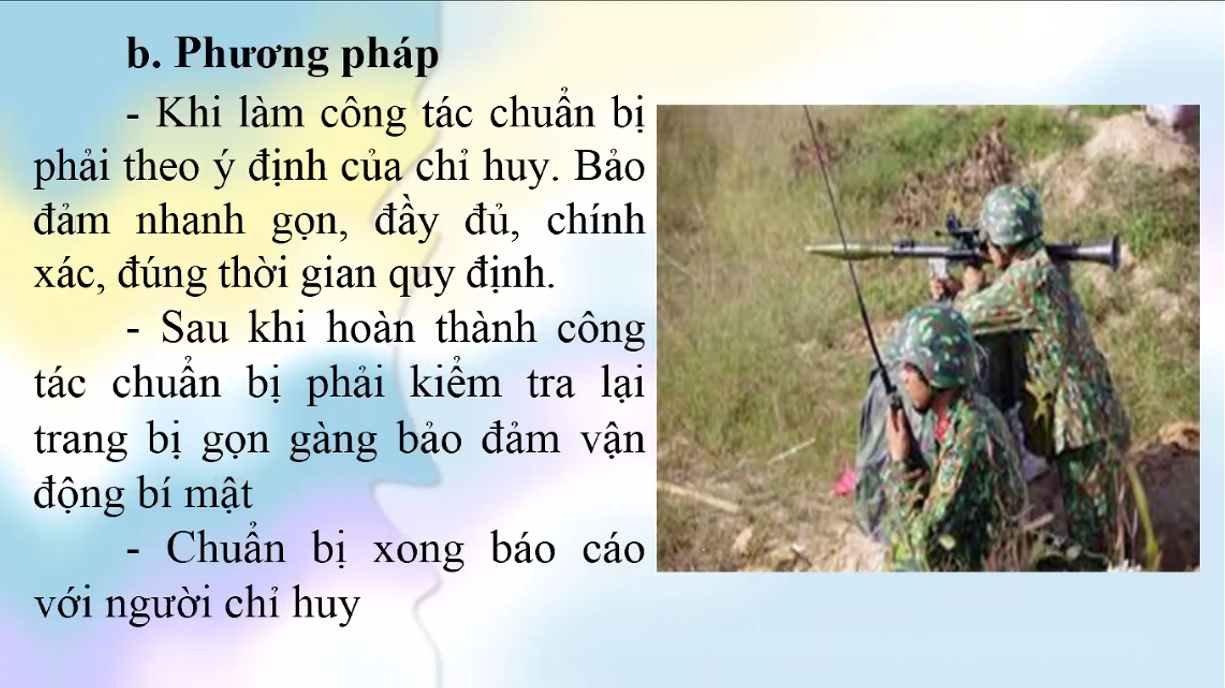 b. Phương pháp
- Khi làm công tác chuẩn bị
phải theo ý định của chỉ huy. Bảo
đảm nhanh gọn, đầy đủ, chính
xác, đúng thời gian quy định.
- Sau khi hoàn thành công
tác chuẩn bị phải kiểm tra lại
trang bị gọn gàng bảo đảm vận
động bí mật
- Chuẩn bị xong báo cáo
với người chỉ huy